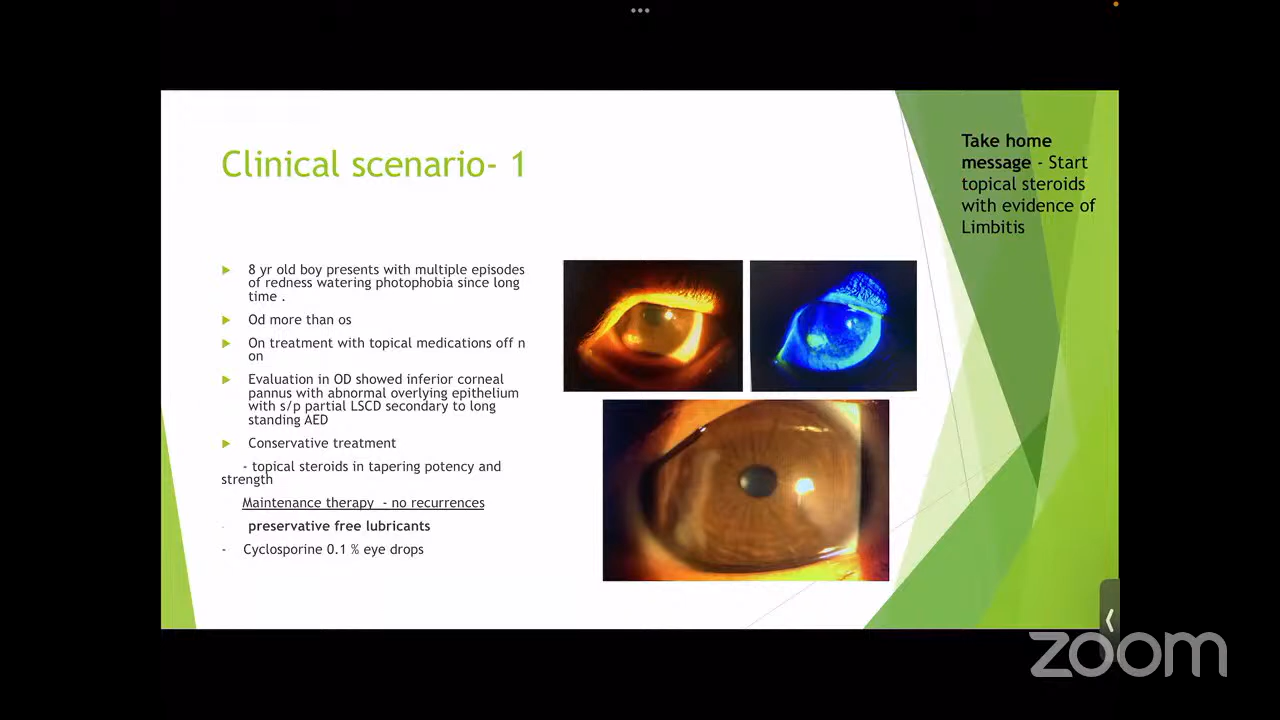 Clinical scenario- 1
Take home
message - Start
topical steroids
with evidence of
Limbitis
8 yr old boy presents with multiple episodes
of redness watering photophobia since long
time .
Od more than os
On treatment with topical medications off n
on
Evaluation in OD showed inferior corneal
pannus with abnormal overlying epithelium
with s/p partial LSCD secondary to long
standing AED
Conservative treatment
- topical steroids in tapering potency and
strength
Maintenance therapy - no recurrences
preservative free lubricants
- Cyclosporine 0.1 % eye drops
zoom